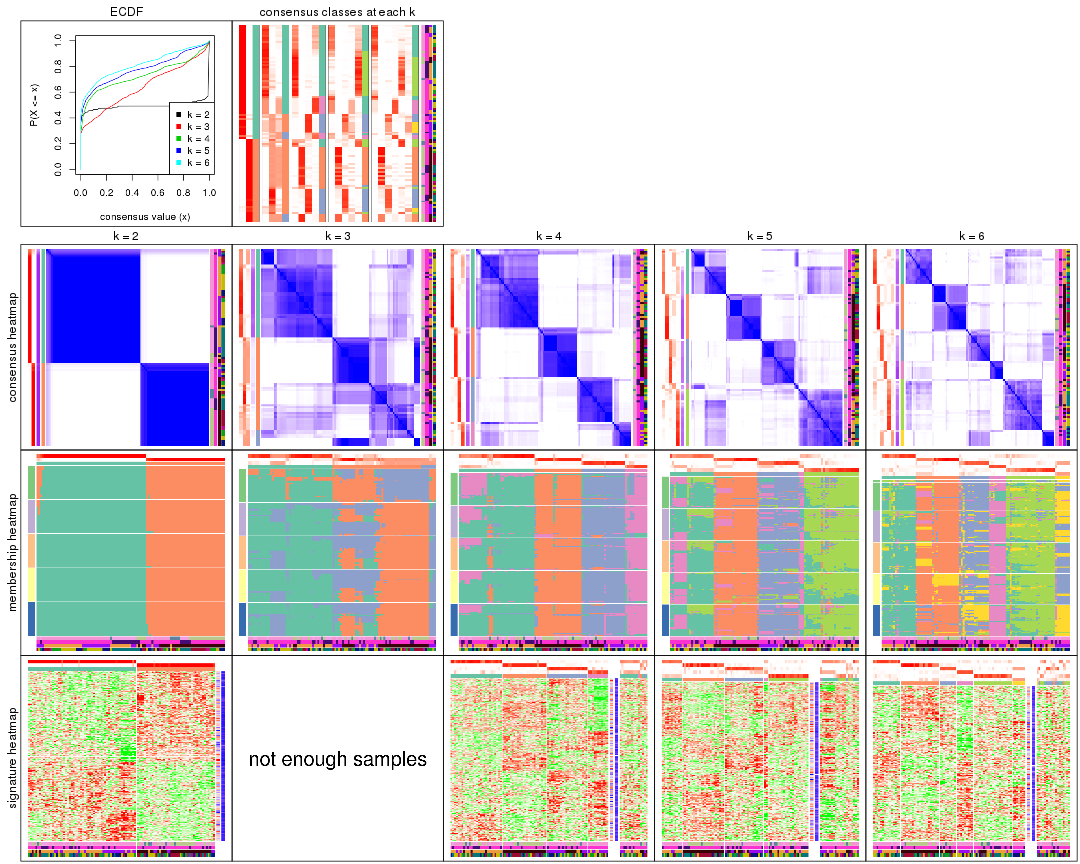 ECDF
consensus classes at each k
P(X <= x)
0.0 0.2 0.4 0.6 0.8 1.0
k = 2
k = 3
k = 4
k = 5
k = 6
0.0 0.2 0.4 0.6 0.8 1.0
consensus value (x)
k = 2
k = 3
k = 4
k = 5
k = 6
consensus heatmap
membership heatmap
signature heatmap
not enough samples